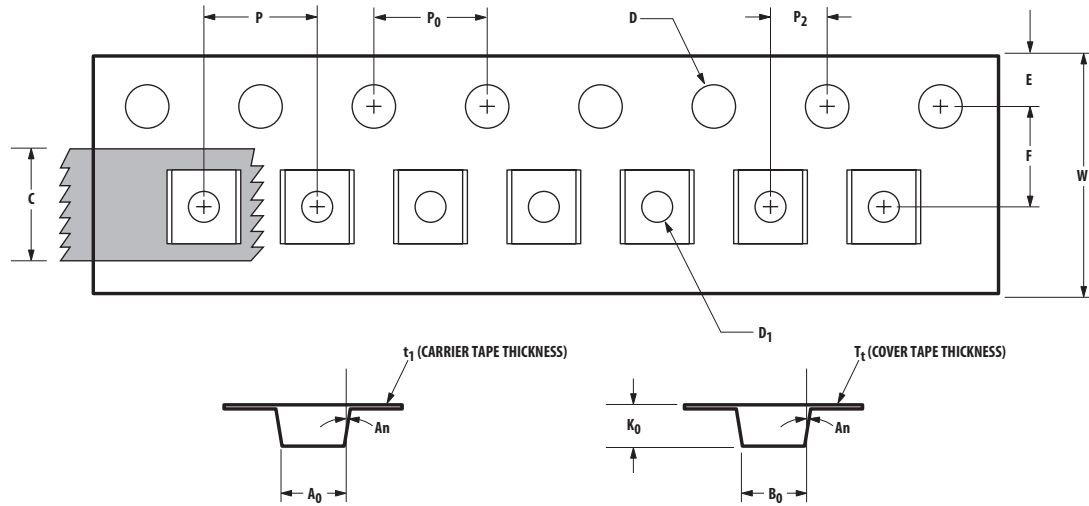 P
P0
D
P2
E
F
W
C
D1
t1 (CARRIER TAPE THICKNESS)
Tt (COVER TAPE THICKNESS)
An
K0
An
A0
B0